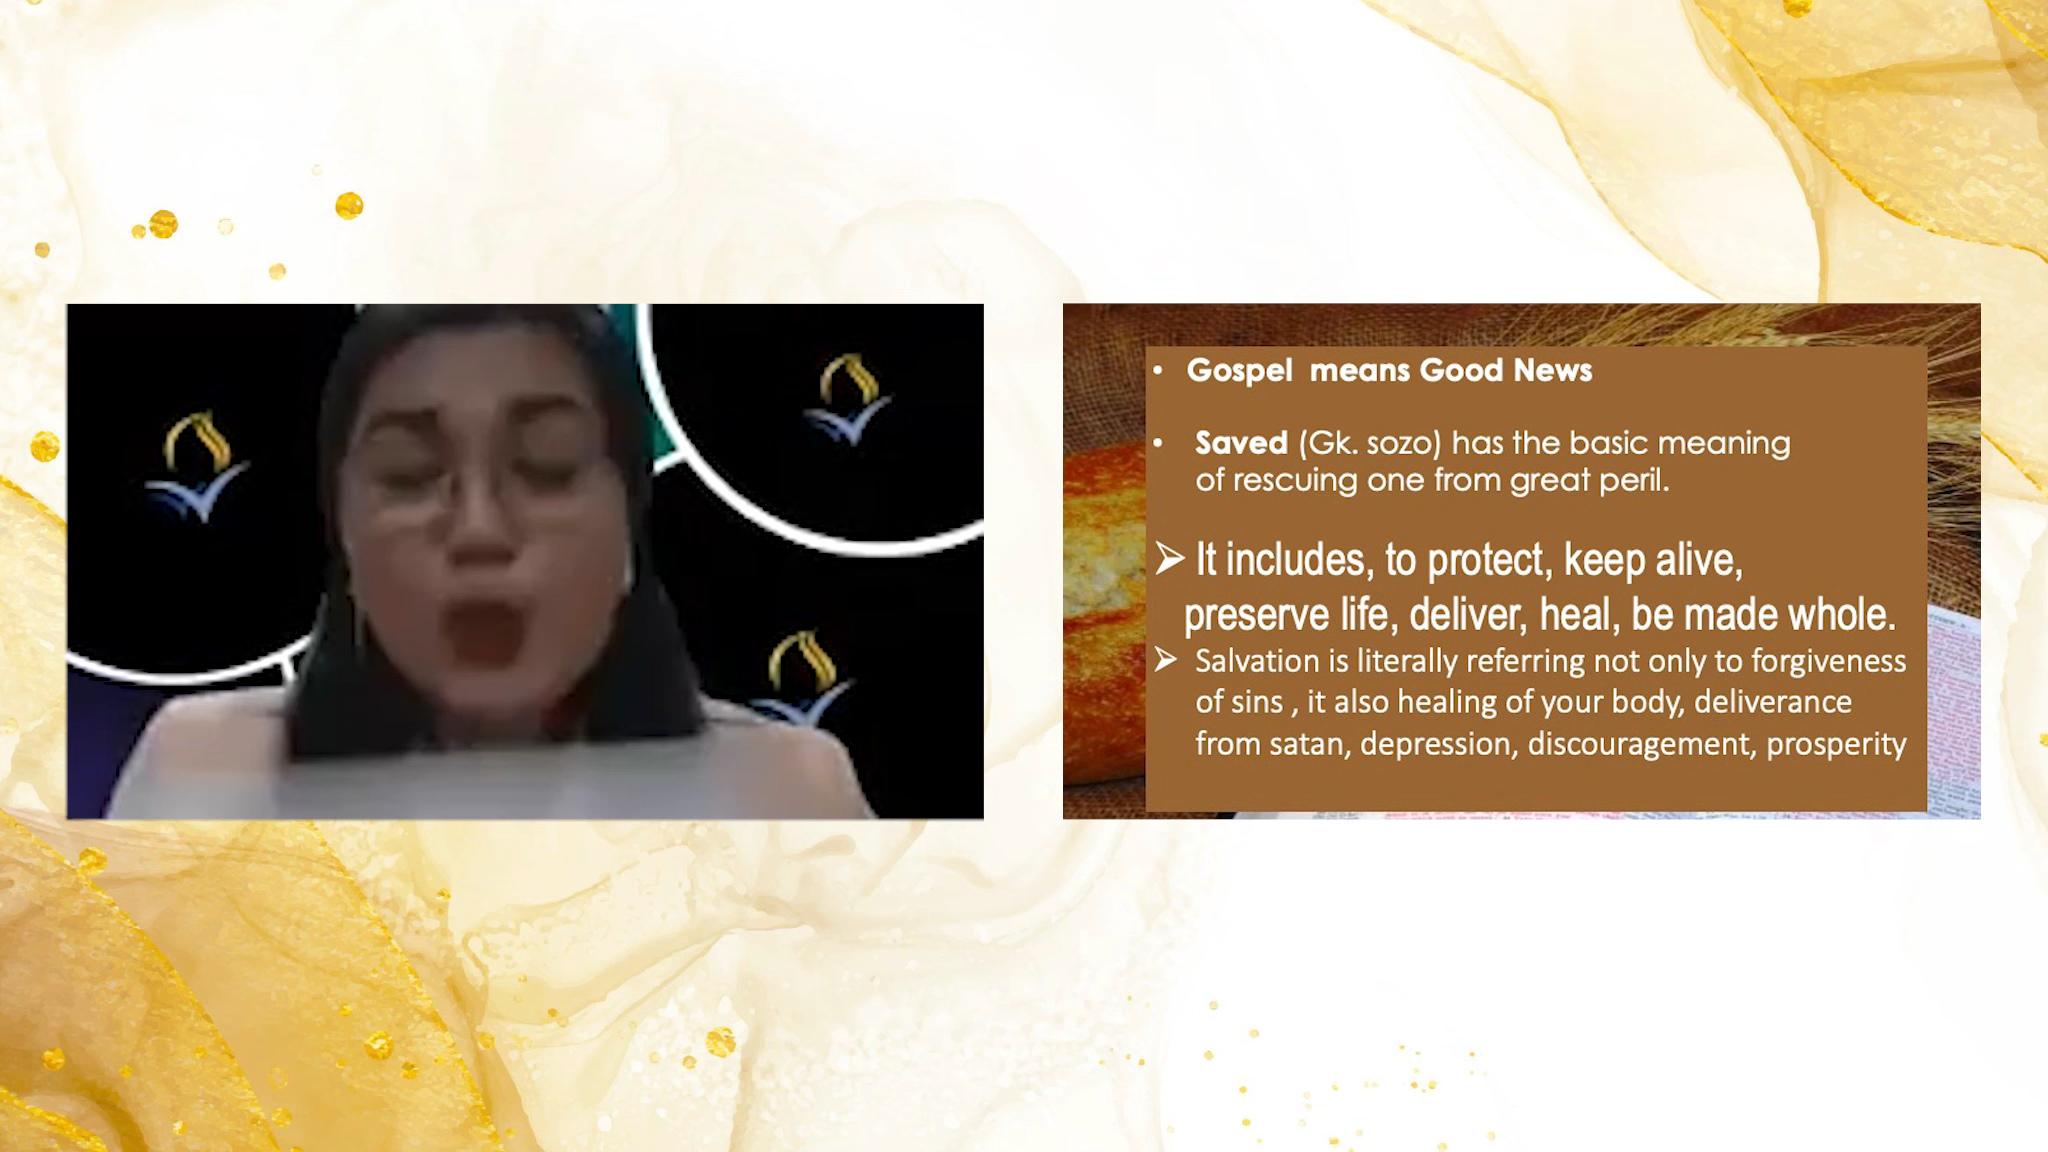 • Gospel  means Good News
• Saved (Gk. sozo) has the basic meaning
of rescuing one from great peril.
➢ It includes, to protect, keep alive,
preserve life, deliver, heal, be made whole.
➢ Salvation is literally referring not only to forgiveness
of sins , it also healing of your body, deliverance
from satan, depression, discouragement, prosperity